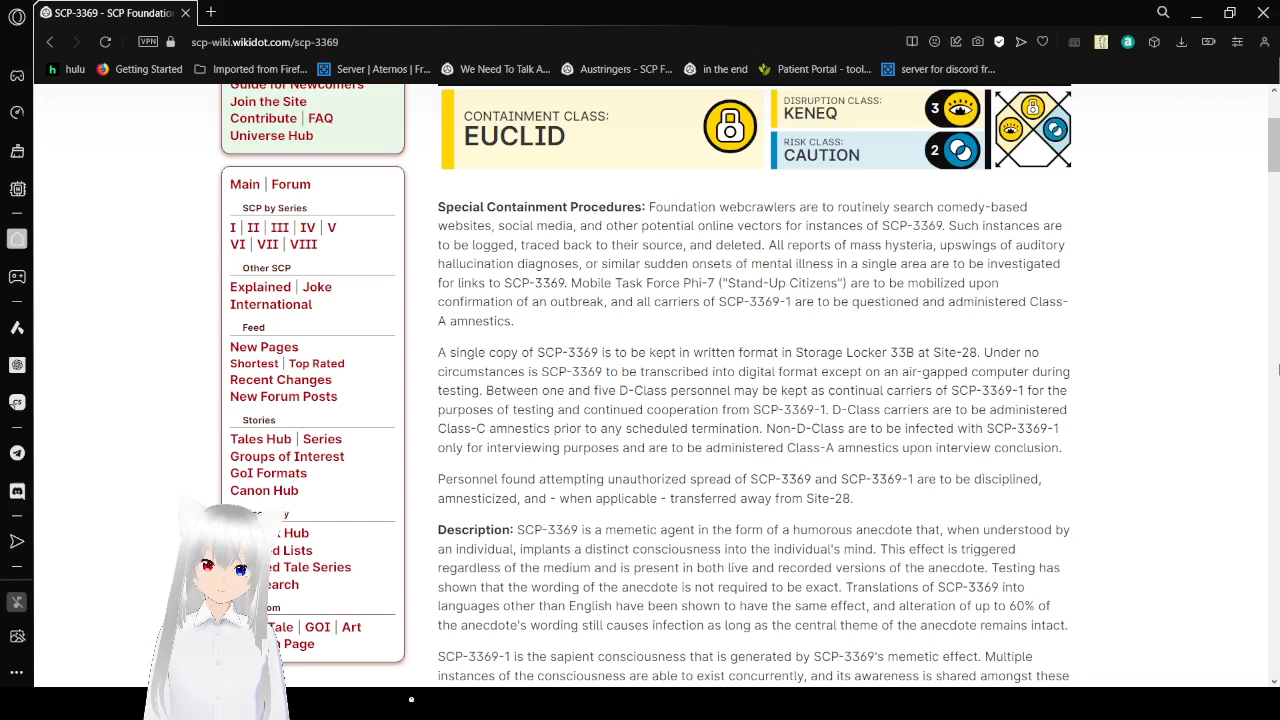 SCP-3369 - SCP Foundatio
scp-wiki.wikidot.com/scp-3369
VPN
hulu
Getting Started
Imported from Firef...
Server | Aternos | Fr...
We Need To Talk A...
Austringers - SCP F...
in the end
Patient Portal - tool...
server for discord fr...
Guide for Newcomers
Join the Site
Contribute | FAQ
Universe Hub
Main | Forum
SCP by Series
I | II | III | IV | V
VI | VII | VIII
Other SCP
Explained | Joke
International
Feed
New Pages
Shortest | Top Rated
Recent Changes
New Forum Posts
Stories
Tales Hub | Series
Groups of Interest
GoI Formats
Canon Hub
Hub
Lists
Tale Series
Tale | GOI | Art
Page
CONTAINMENT CLASS:
EUCLID
DISRUPTION CLASS:
KENEQ
3
RISK CLASS:
CAUTION
2
Special Containment Procedures: Foundation webcrawlers are to routinely search comedy-based
websites, social media, and other potential online vectors for instances of SCP-3369. Such instances are
to be logged, traced back to their source, and deleted. All reports of mass hysteria, upswings of auditory
hallucination diagnoses, or similar sudden onsets of mental illness in a single area are to be investigated
for links to SCP-3369. Mobile Task Force Phi-7 ("Stand-Up Citizens") are to be mobilized upon
confirmation of an outbreak, and all carriers of SCP-3369-1 are to be questioned and administered Class-
A amnestics.
A single copy of SCP-3369 is to be kept in written format in Storage Locker 33B at Site-28. Under no
circumstances is SCP-3369 to be transcribed into digital format except on an air-gapped computer during
testing. Between one and five D-Class personnel may be kept as continual carriers of SCP-3369-1 for the
purposes of testing and continued cooperation from SCP-3369-1. D-Class carriers are to be administered
Class-C amnestics prior to any scheduled termination. Non-D-Class are to be infected with SCP-3369-1
only for interviewing purposes and are to be administered Class-A amnestics upon interview conclusion.
Personnel found attempting unauthorized spread of SCP-3369 and SCP-3369-1 are to be disciplined,
amnesticized, and - when applicable - transferred away from Site-28.
Description: SCP-3369 is a memetic agent in the form of a humorous anecdote that, when understood by
an individual, implants a distinct consciousness into the individual's mind. This effect is triggered
regardless of the medium and is present in both live and recorded versions of the anecdote. Testing has
shown that the wording of the anecdote is not required to be exact. Translations of SCP-3369 into
languages other than English have been shown to have the same effect, and alteration of up to 60% of
the anecdote's wording still causes infection as long as the central theme of the anecdote remains intact.
SCP-3369-1 is the sapient consciousness that is generated by SCP-3369's memetic effect. Multiple
instances of the consciousness are able to exist concurrently, and its awareness is shared amongst these